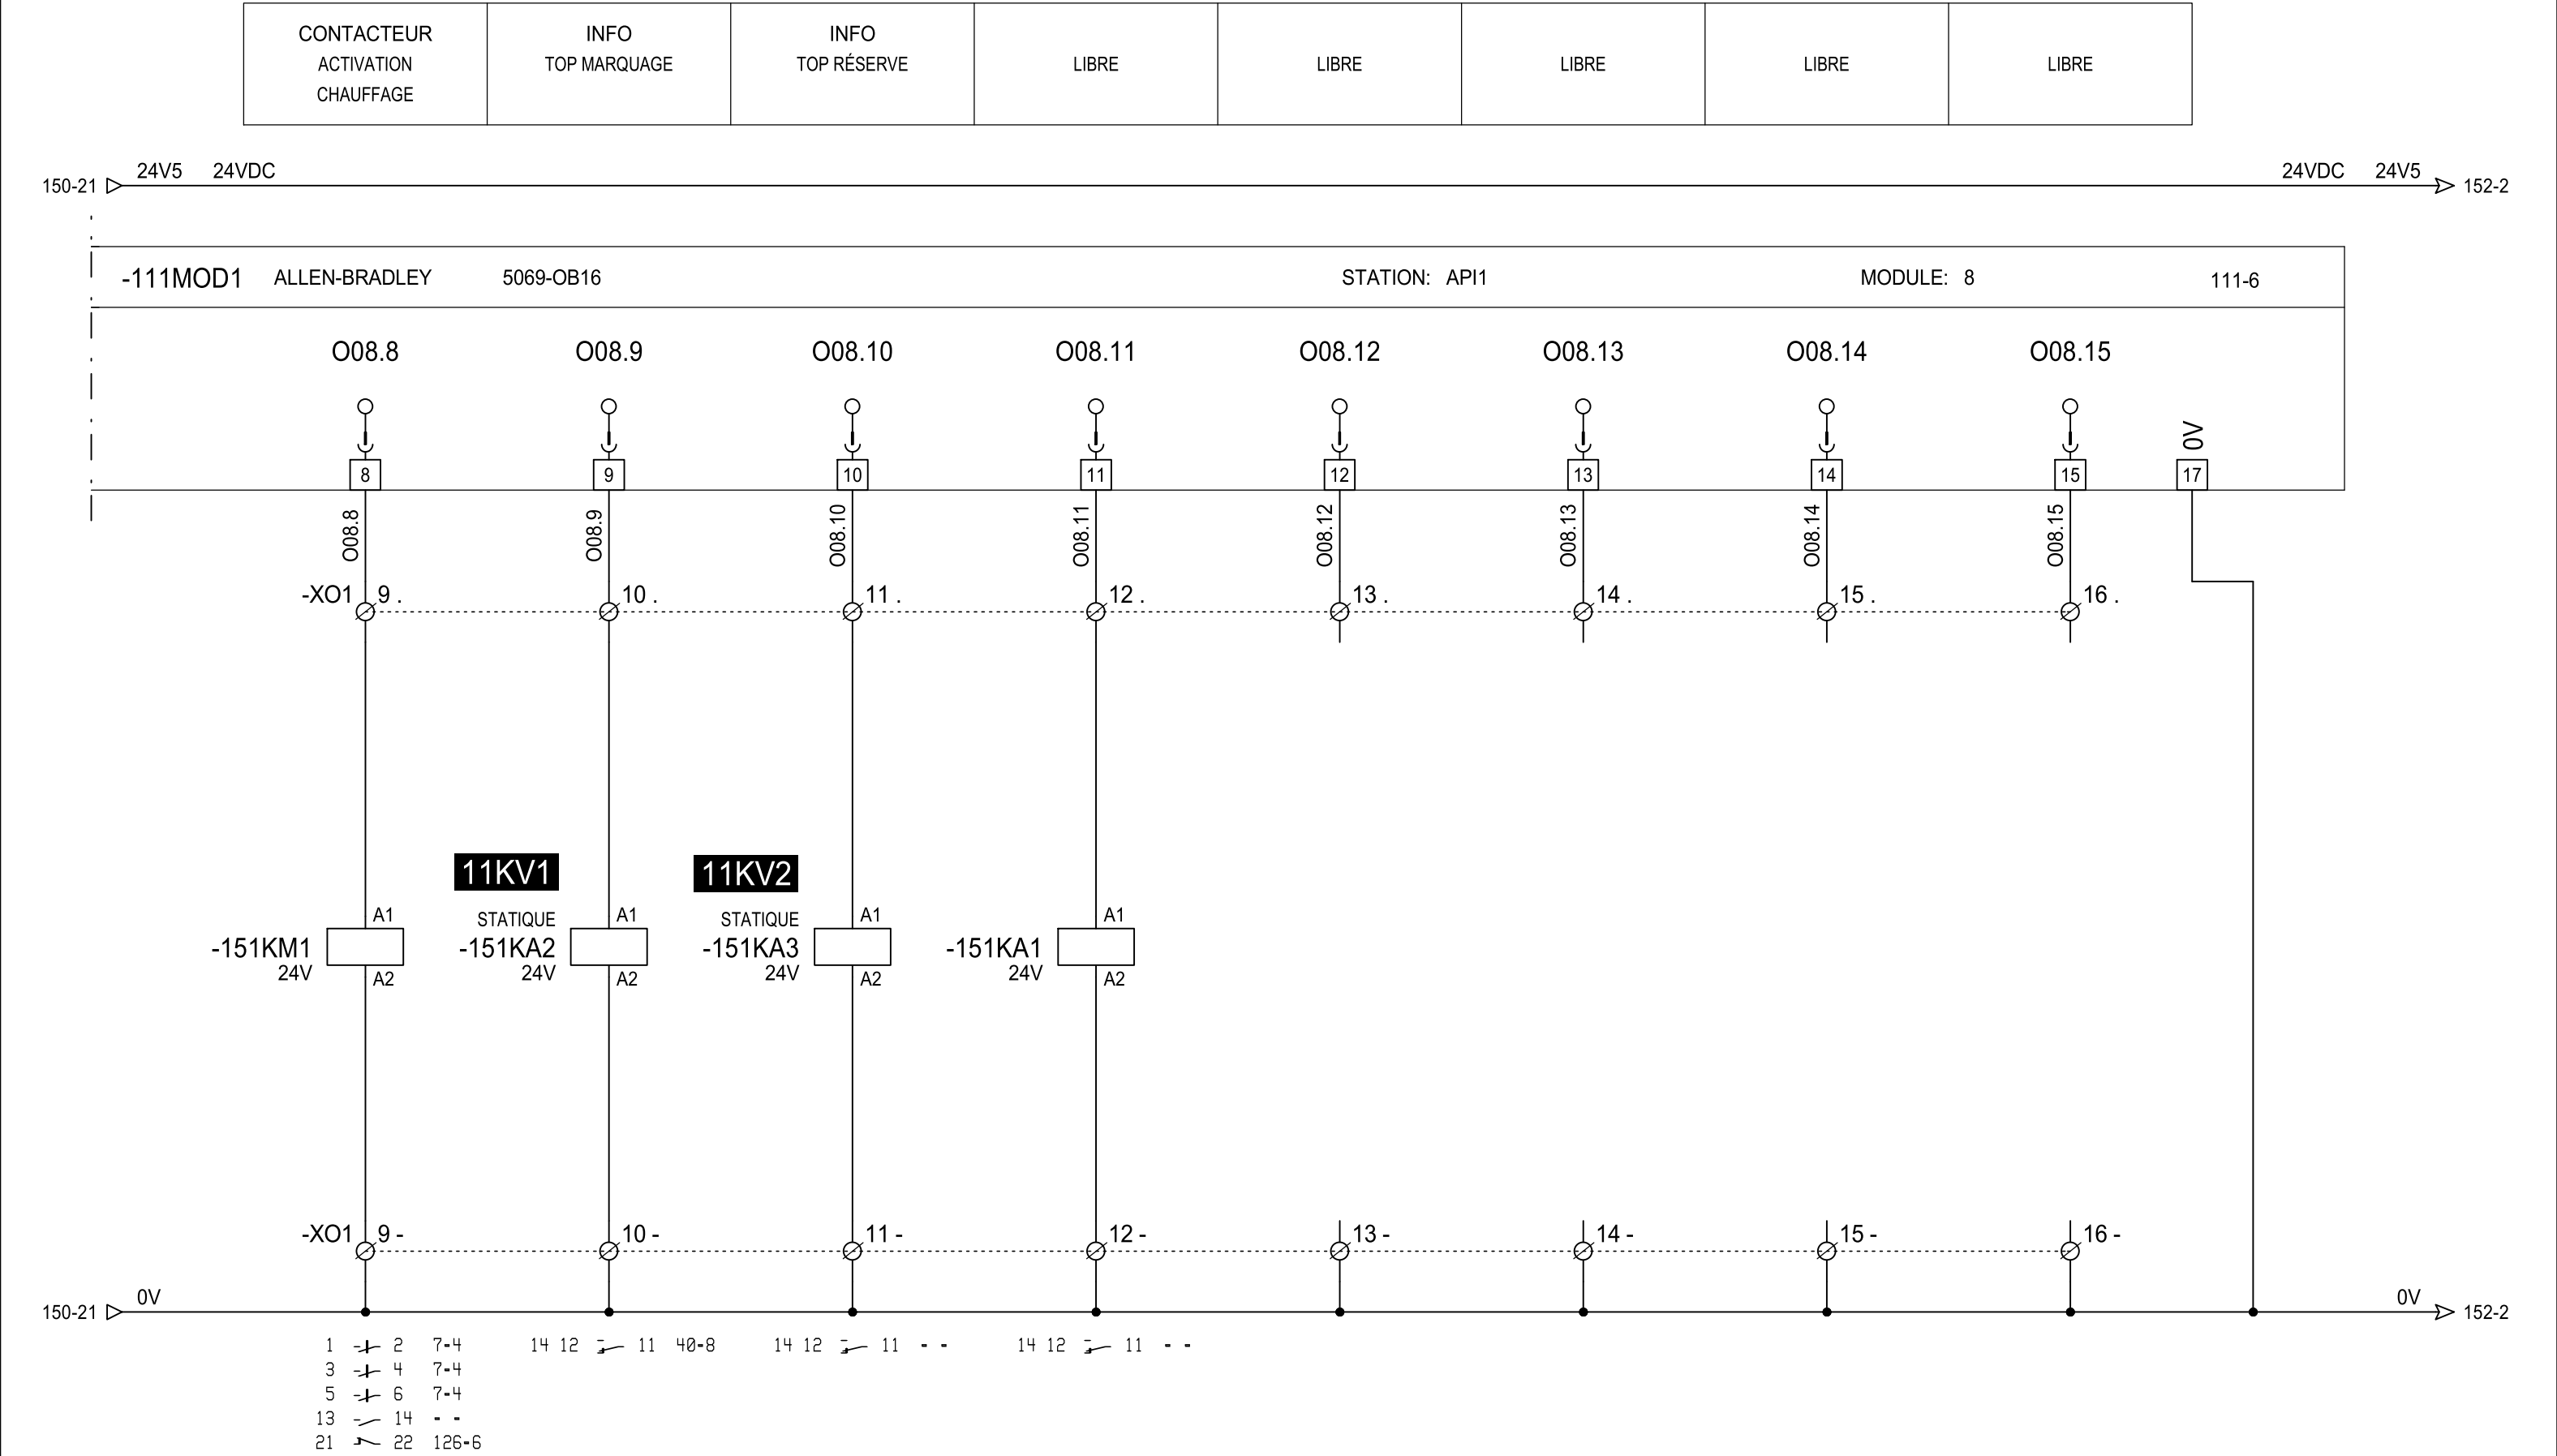 CONTACTEUR
ACTIVATION
CHAUFFAGE
INFO
TOP MARQUAGE
INFO
TOP RÉSERVE
LIBRE
LIBRE
LIBRE
LIBRE
LIBRE
150-21 24V5 24VDC 24VDC 24V5 152-2
-111MOD1 ALLEN-BRADLEY 5069-OB16 STATION: API1 MODULE: 8 111-6
O08.8 O08.9 O08.10 O08.11 O08.12 O08.13 O08.14 O08.15
0V
8 9 10 11 12 13 14 15 17
O08.8 O08.9 O08.10 O08.11 O08.12 O08.13 O08.14 O08.15
-XO1 9 . 10 . 11 . 12 . 13 . 14 . 15 . 16 .
11KV1 11KV2
A1 STATIQUE A1 STATIQUE A1 A1
-151KM1 -151KA2 -151KA3 -151KA1
24V A2 24V A2 24V A2 24V A2
-XO1 9 - 10 - 11 - 12 - 13 - 14 - 15 - 16 -
150-21 0V 0V 152-2
1 2 7-4 14 12 11 40-8 14 12 11 - - 14 12 11 - -
3 4 7-4
5 6 7-4
13 14 - -
21 22 126-6